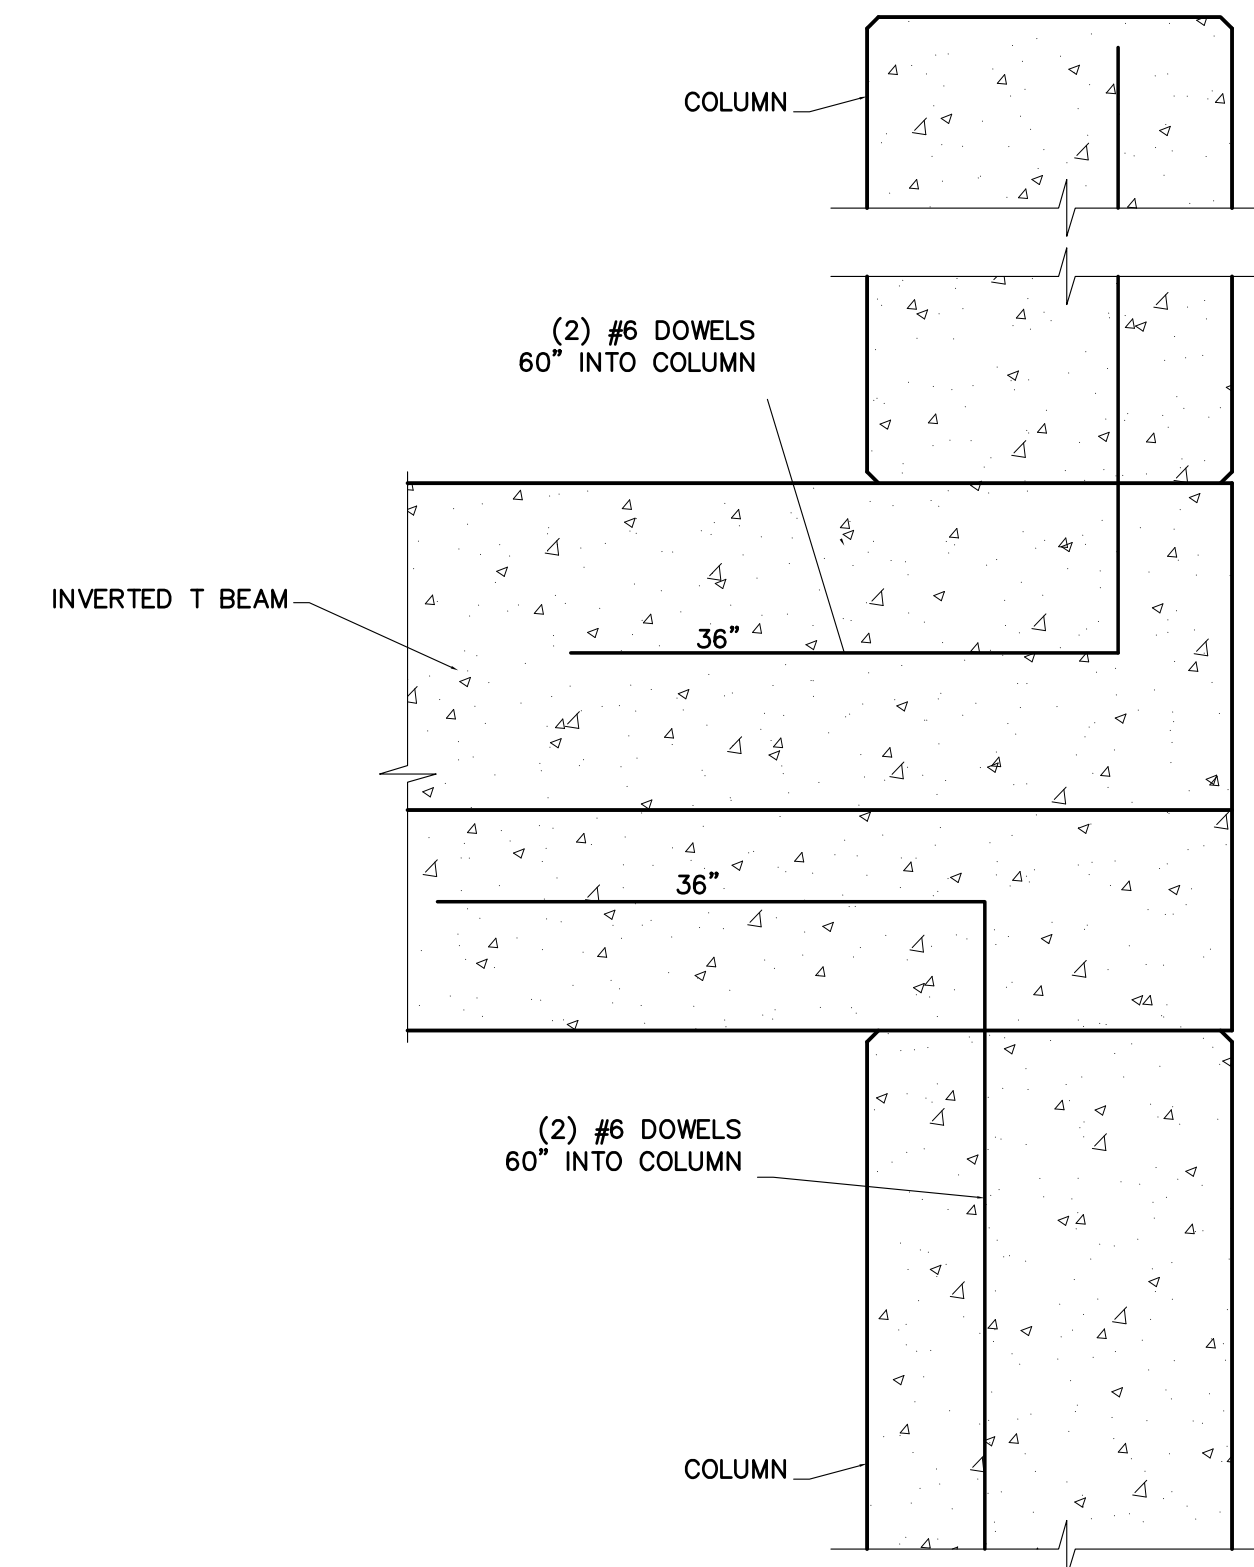 COLUMN
(2) #6 DOWELS
60” INTO COLUMN
INVERTED T BEAM
36”
36”
(2) #6 DOWELS
60” INTO COLUMN
COLUMN